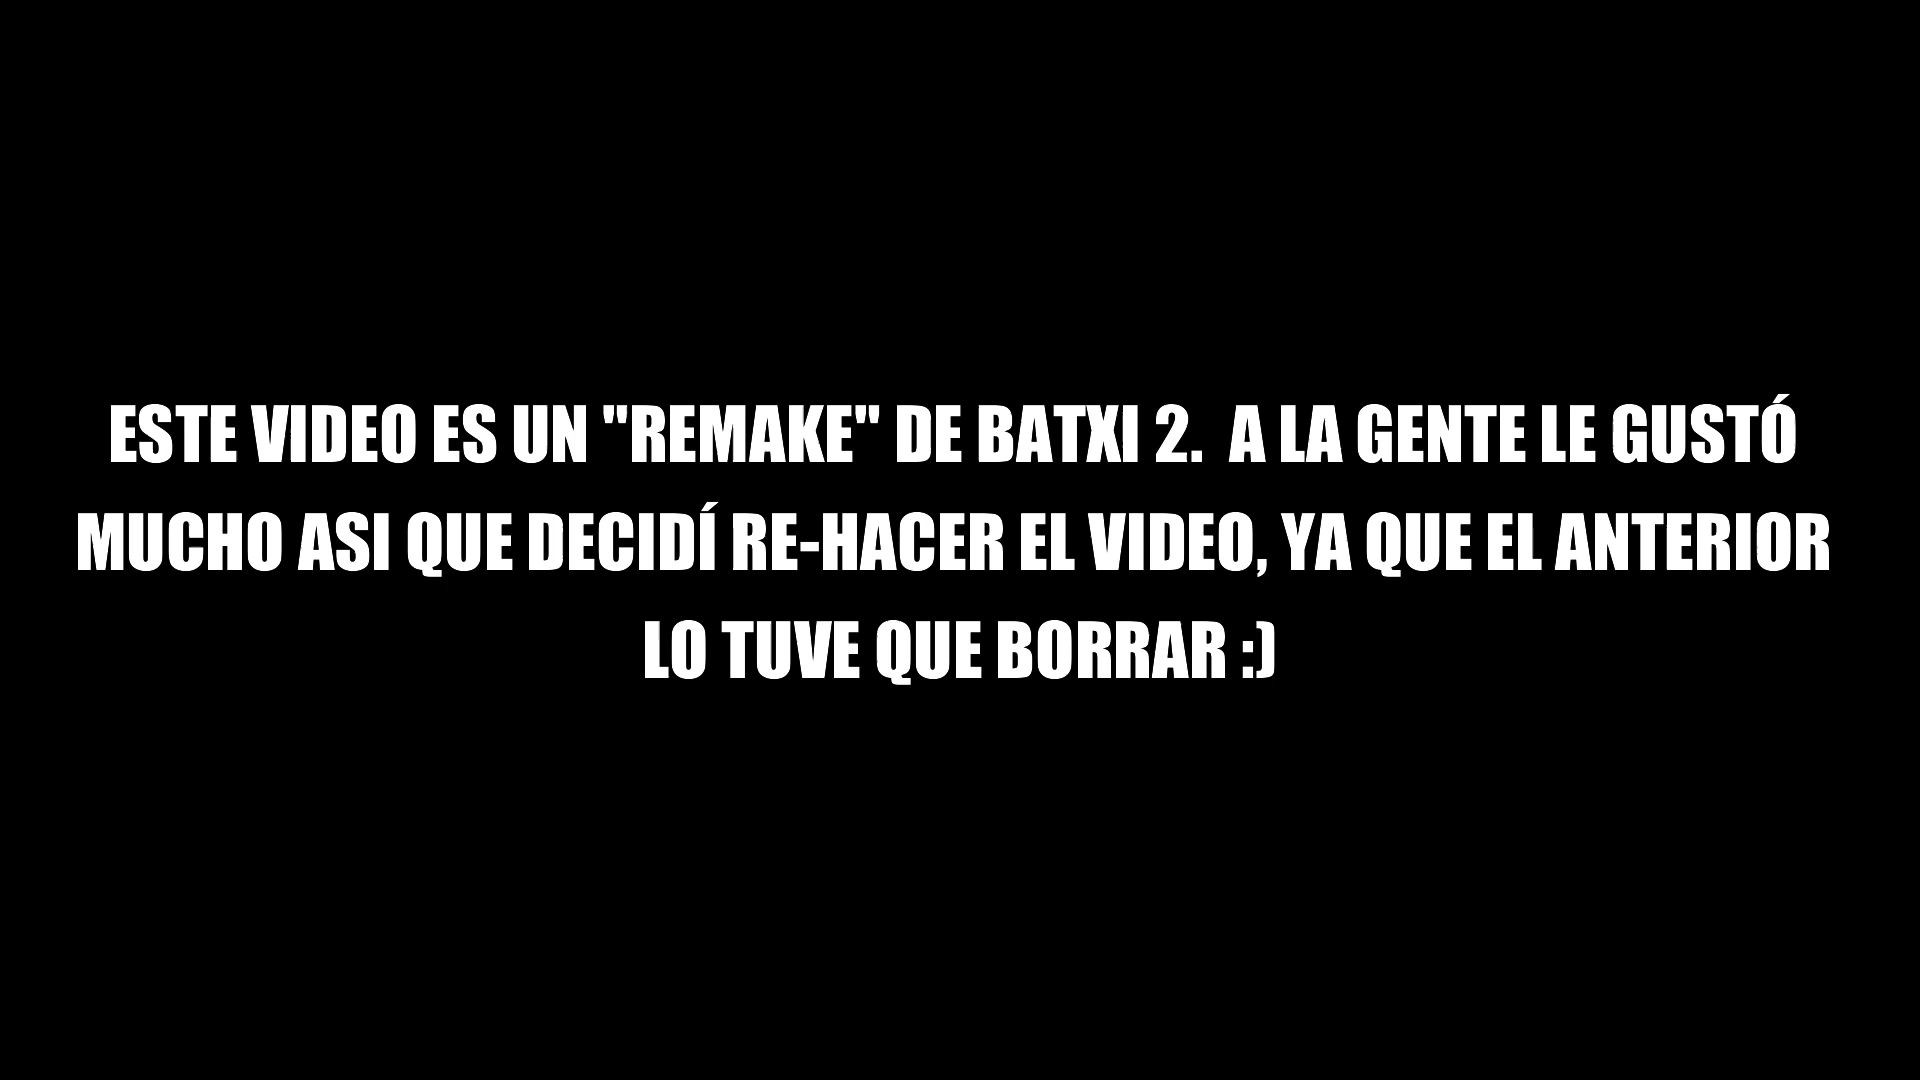 ESTE VIDEO ES UN "REMAKE" DE BATXI 2.  A LA GENTE LE GUSTÓ
MUCHO ASI QUE DECIDÍ RE-HACER EL VIDEO, YA QUE EL ANTERIOR
LO TUVE QUE BORRAR :)